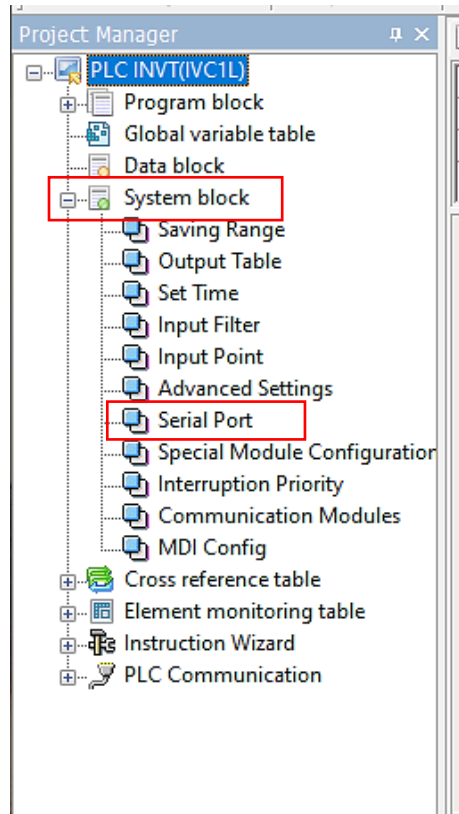 Project Manager
PLC INVT(IVC1L)
Program block
Global variable table
Data block
System block
Saving Range
Output Table
Set Time
Input Filter
Input Point
Advanced Settings
Serial Port
Special Module Configuration
Interruption Priority
Communication Modules
MDI Config
Cross reference table
Element monitoring table
Instruction Wizard
PLC Communication